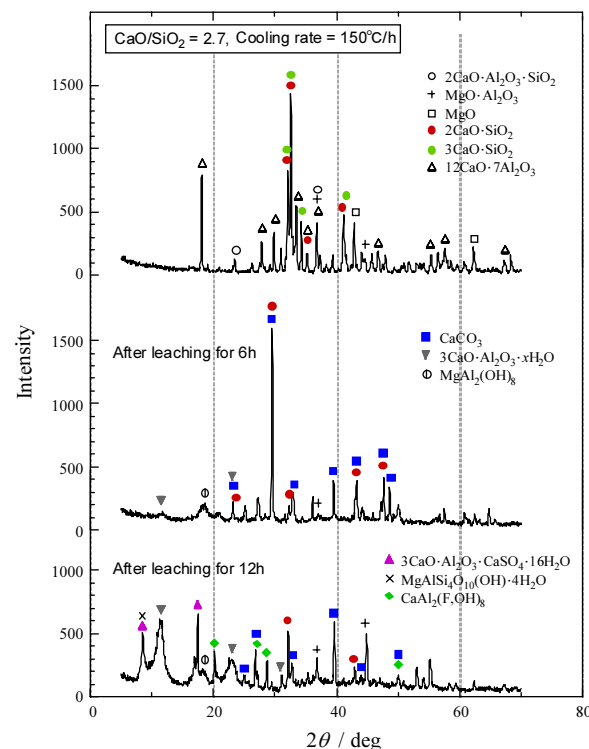 CaO/SiO₂ = 2.7, Cooling rate = 150°C/h
2CaO·Al₂O₃·SiO₂
MgO·Al₂O₃
MgO
2CaO·SiO₂
3CaO·SiO₂
12CaO·7Al₂O₃
1500
1000
500
0
After leaching for 6h
CaCO₃
3CaO·Al₂O₃·xH₂O
MgAl₂(OH)₈
1500
1000
500
0
After leaching for 12h
3CaO·Al₂O₃·CaSO₄·16H₂O
MgAlSi₄O₁₀(OH)·4H₂O
CaAl₂(F,OH)₈
1000
500
0
0 20 40 60 80
Intensity
2θ / deg